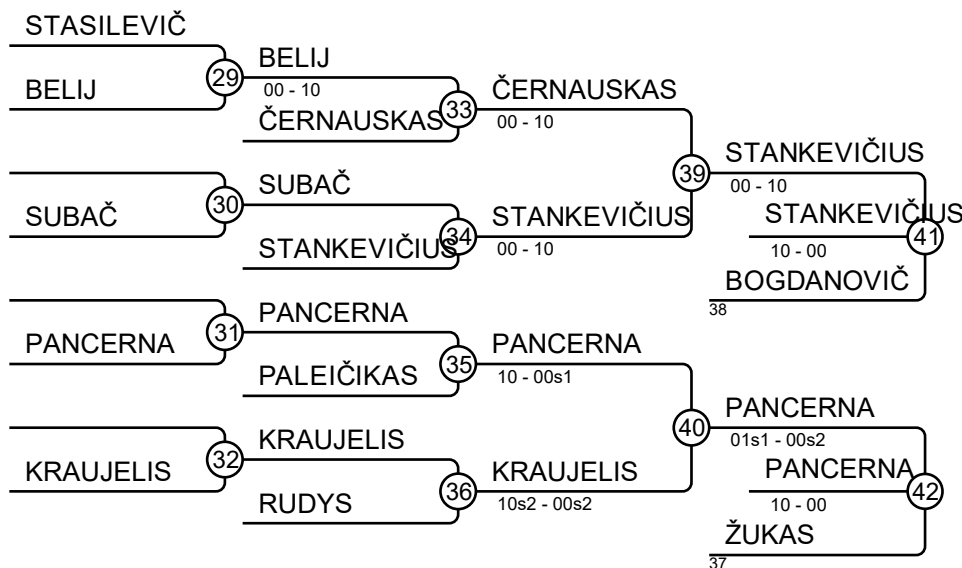 STASILEVIČ
29
BELIJ
BELIJ
00 - 10
33
ČERNAUSKAS
ČERNAUSKAS
00 - 10
39
SUBAČ
30
SUBAČ
34
STANKEVIČIUS
STANKEVIČIUS
00 - 10
STANKEVIČIUS
00 - 10
STANKEVIČIUS
10 - 00
41
BOGDANOVIČ
38
PANCERNA
31
PANCERNA
35
PALEIČIKAS
PANCERNA
10 - 00s1
40
KRAUJELIS
32
KRAUJELIS
36
RUDYS
KRAUJELIS
10s2 - 00s2
PANCERNA
01s1 - 00s2
PANCERNA
10 - 00
42
ŽUKAS
37